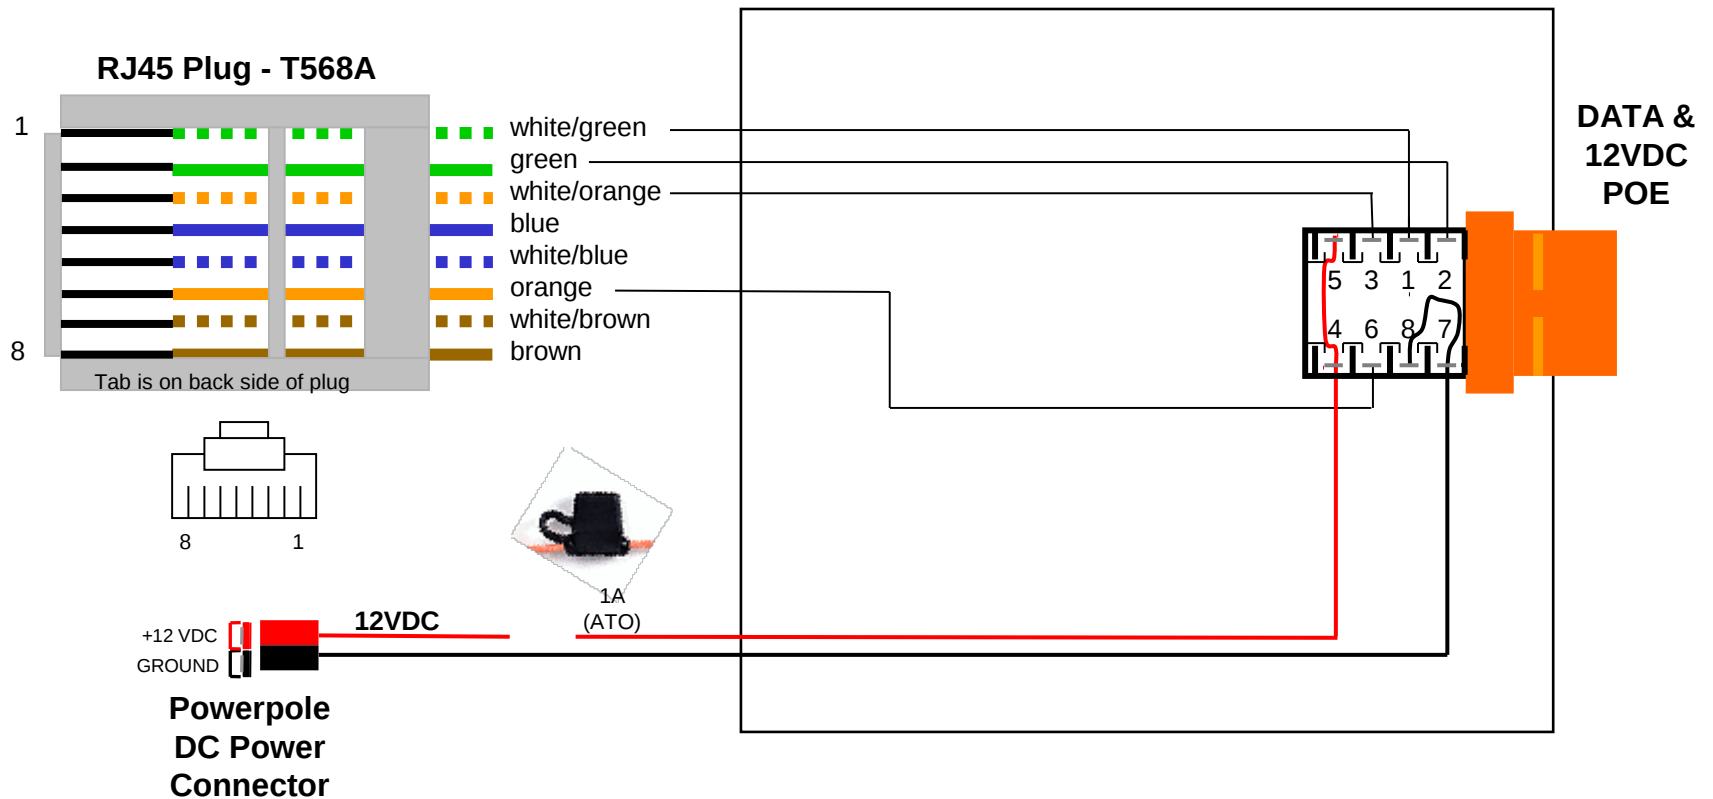 RJ45 Plug - T568A
1
8
white/green
green
white/orange
blue
white/blue
orange
white/brown
brown
Tab is on back side of plug
8 1
DATA &
12VDC
POE
5 3 1 2
4 6 8 7
1A
(ATO)
12VDC
+12 VDC
GROUND
Powerpole
DC Power
Connector